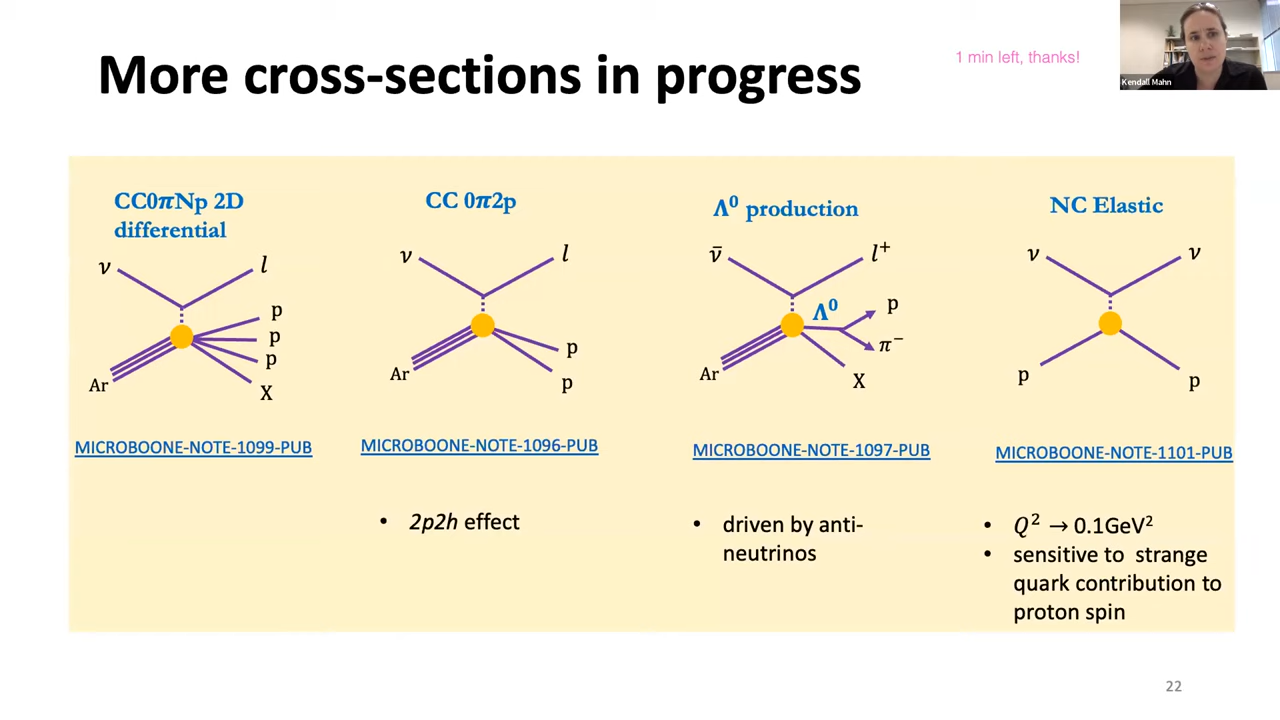 More cross-sections in progress
1 min left, thanks!
Kendall Mahn
CC0πNp 2D
differential
ν
l
p
p
p
X
Ar
MICROBOONE-NOTE-1099-PUB
CC 0π2p
ν
l
p
p
Ar
MICROBOONE-NOTE-1096-PUB
• 2p2h effect
Λ⁰ production
ν̄
l⁺
Λ⁰
p
π⁻
X
Ar
MICROBOONE-NOTE-1097-PUB
• driven by anti-
neutrinos
NC Elastic
ν
ν
p
p
MICROBOONE-NOTE-1101-PUB
• Q² → 0.1GeV²
• sensitive to strange
quark contribution to
proton spin
22